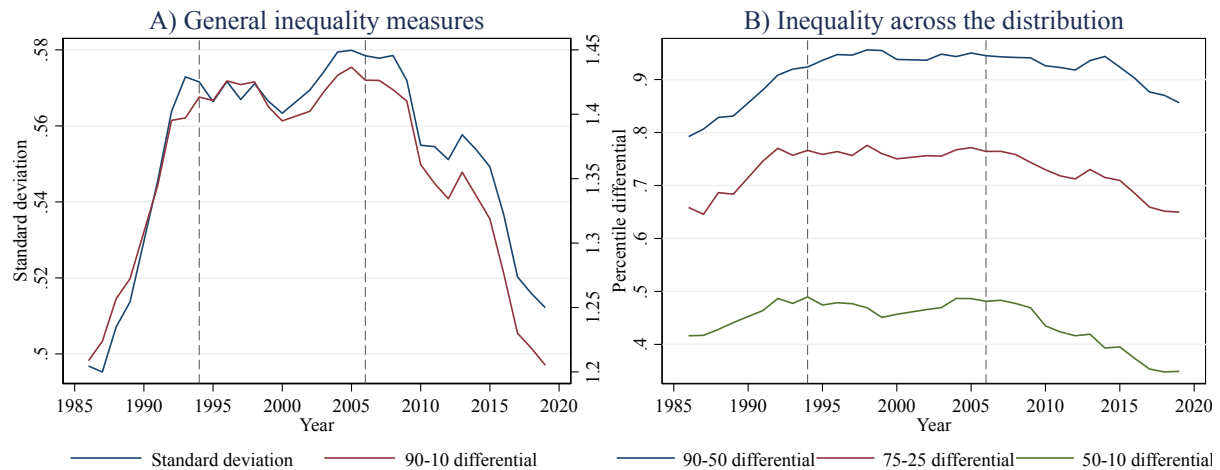 A) General inequality measures
B) Inequality across the distribution
Standard deviation
.58
.56
.54
.52
.5
1.45
1.4
1.35
1.3
1.25
1.2
1985 1990 1995 2000 2005 2010 2015 2020
Year
Standard deviation 90-10 differential
Percentile differential
.9
.8
.7
.6
.5
.4
1985 1990 1995 2000 2005 2010 2015 2020
Year
90-50 differential 75-25 differential 50-10 differential